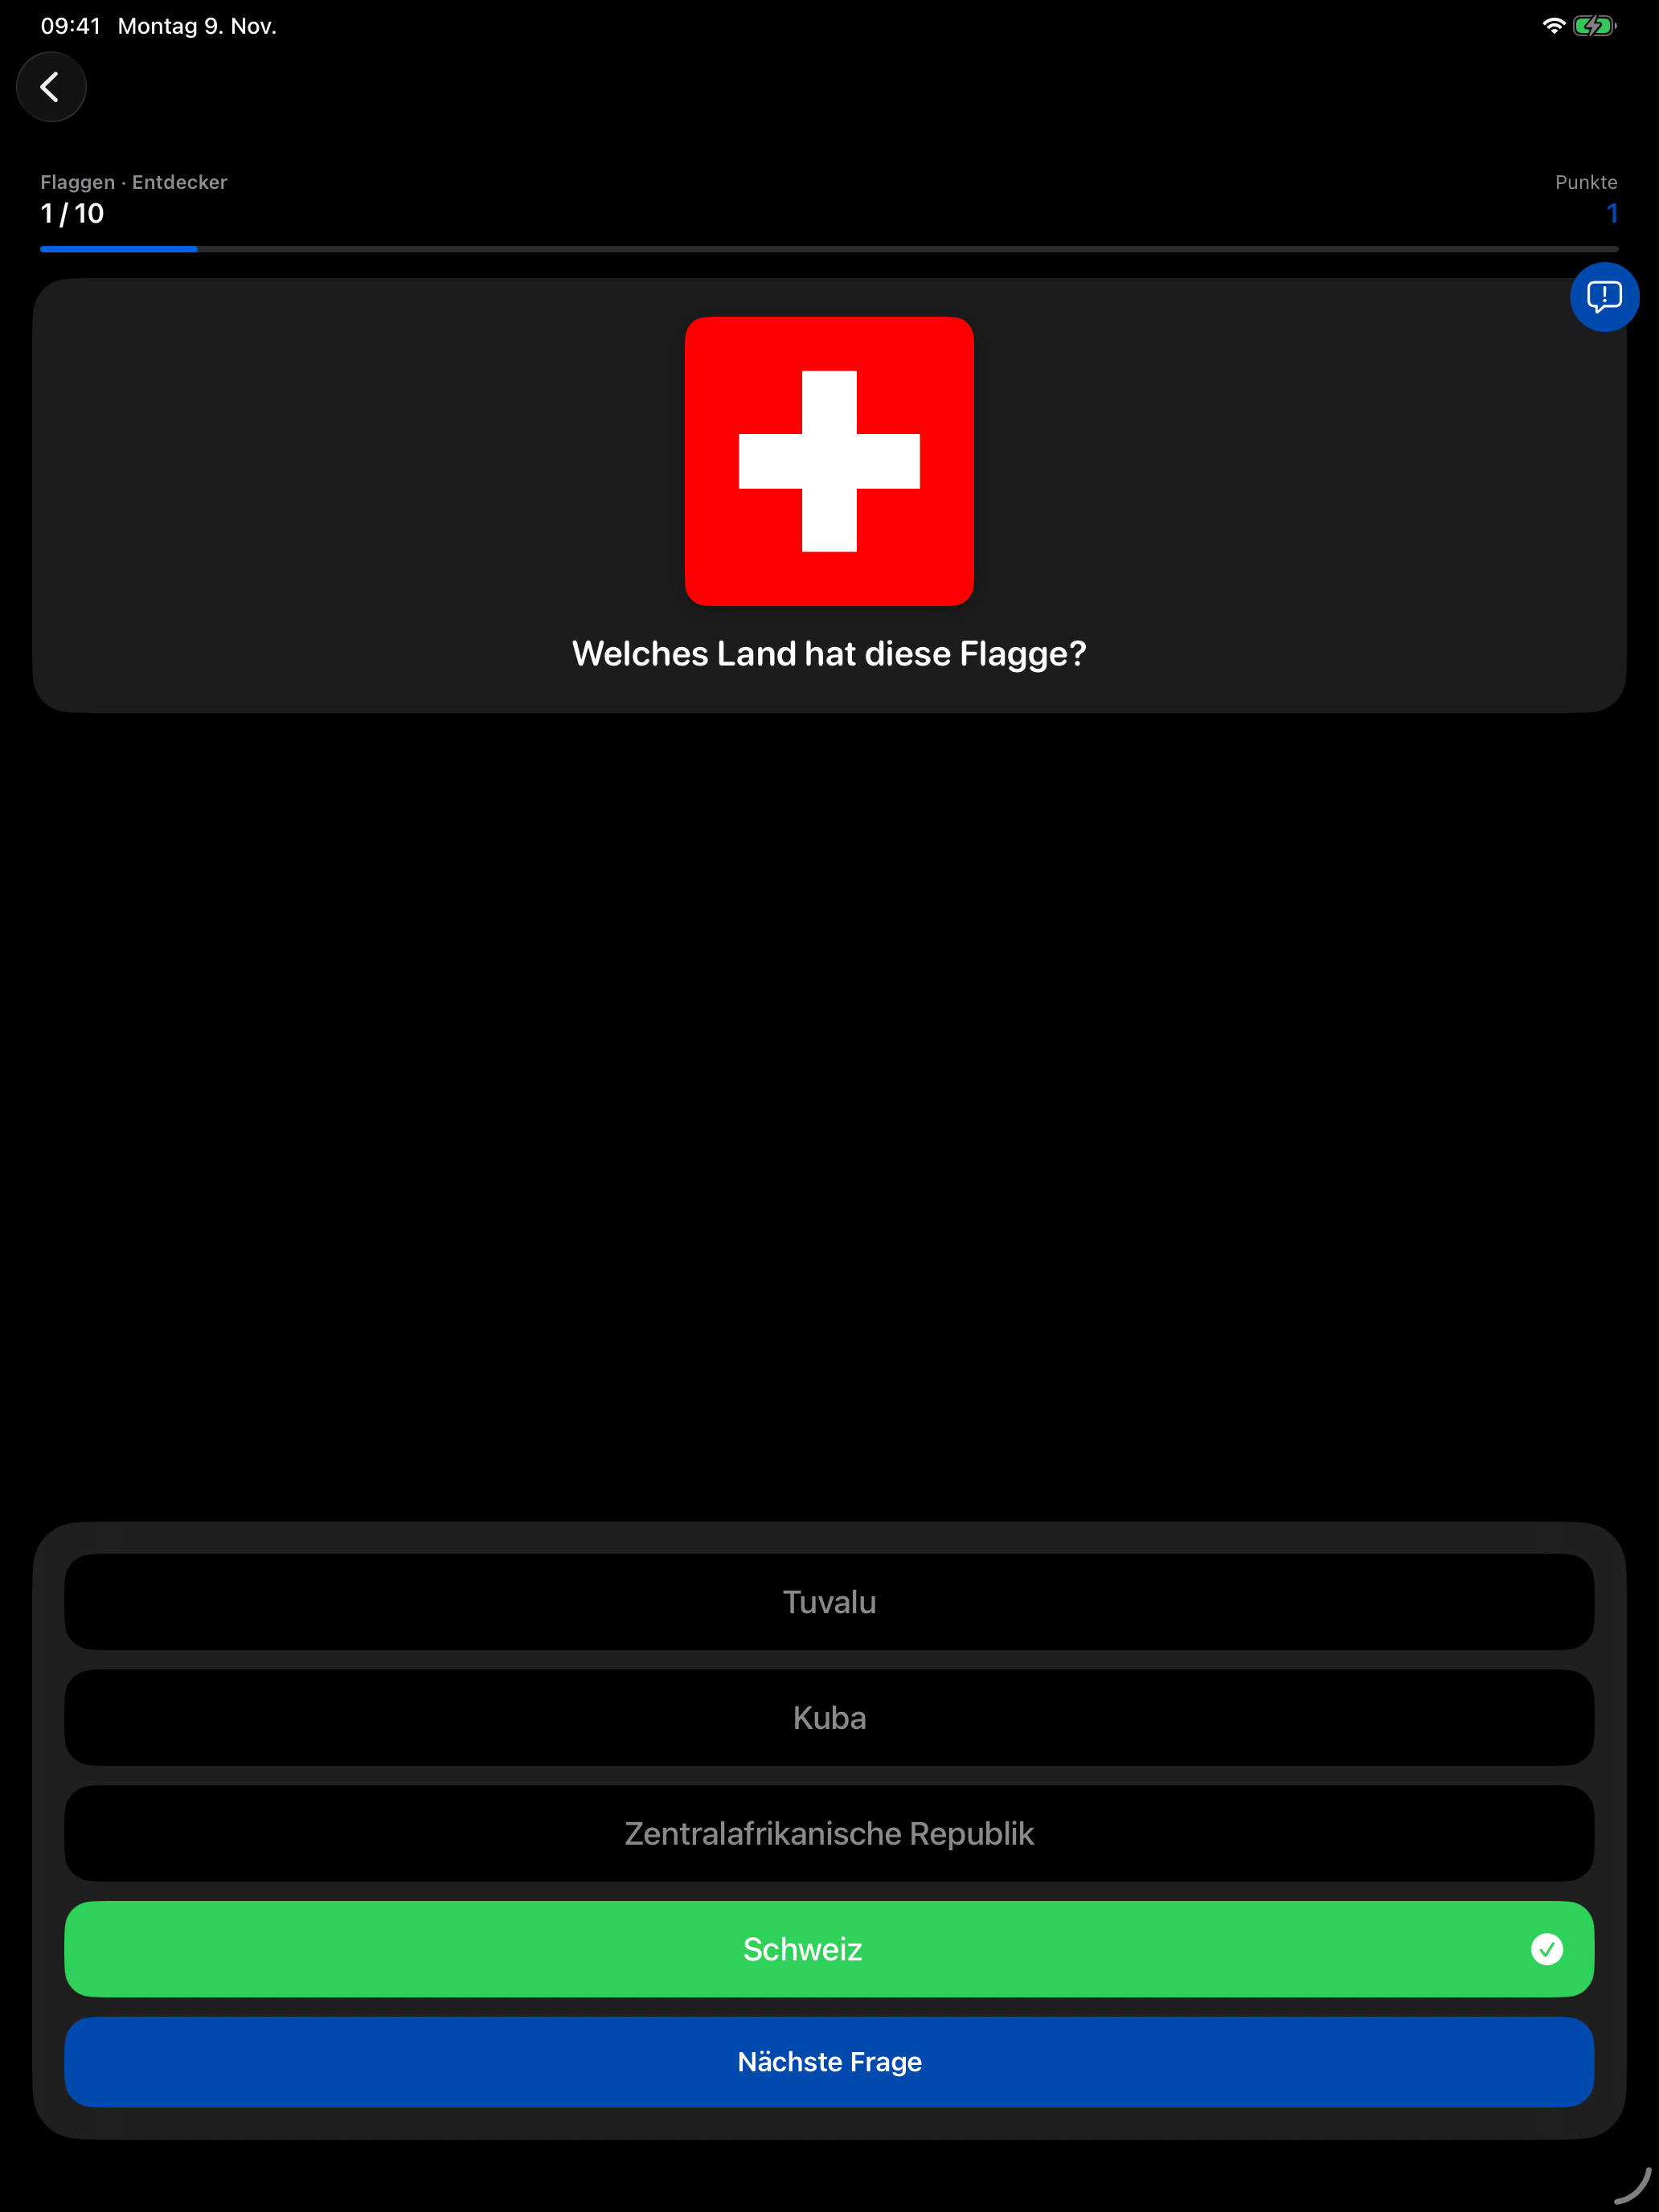 09:41 Montag 9. Nov.
Flaggen · Entdecker
Punkte
1 / 10
1
Welches Land hat diese Flagge?
Tuvalu
Kuba
Zentralafrikanische Republik
Schweiz
Nächste Frage